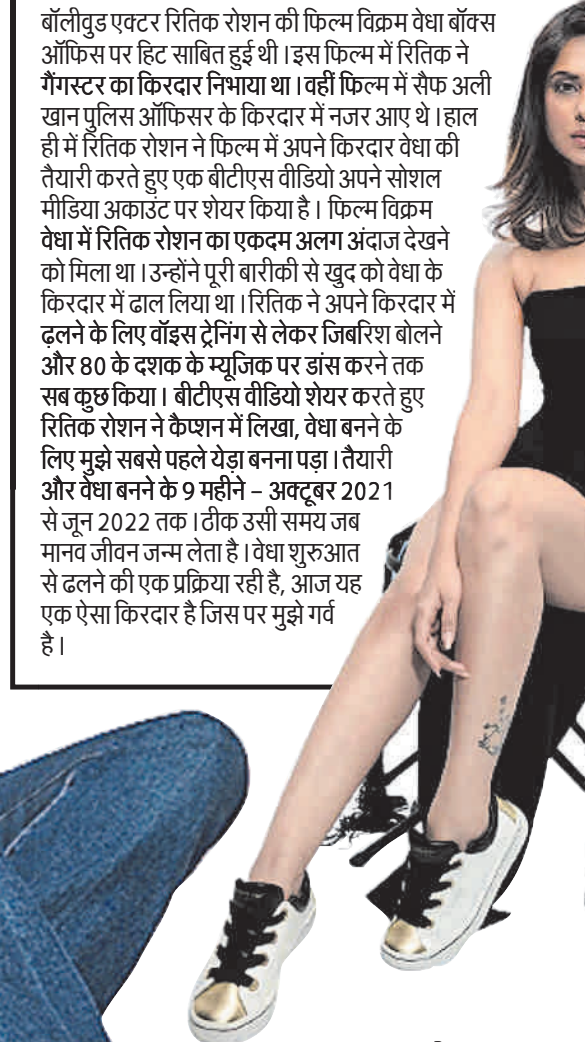 बॉलीवुड एक्टर रितिक रोशन की फिल्म विक्रम वेधा बॉक्स
ऑफिस पर हिट साबित हुई थी ।इस फिल्म में रितिक ने
गैंगस्टर का किरदार निभाया था ।वहीं फिल्म में सैफ अली
खान पुलिस ऑफिसर के किरदार में नजर आए थे ।हाल
ही में रितिक रोशन ने फिल्म में अपने किरदार वेधा की
तैयारी करते हुए एक बीटीएस वीडियो अपने सोशल
मीडिया अकाउंट पर शेयर किया है । फिल्म विक्रम
वेधा में रितिक रोशन का एकदम अलग अंदाज देखने
को मिला था ।उन्होंने पूरी बारीकी से खुद को वेधा के
किरदार में ढाल लिया था ।रितिक ने अपने किरदार में
ढ़लने के लिए वॉइस ट्रेनिंग से लेकर जिबरिश बोलने
और 80 के दशक के म्यूजिक पर डांस करने तक
सब कुछ किया । बीटीएस वीडियो शेयर करते हुए
रितिक रोशन ने कैप्शन में लिखा, वेधा बनने के
लिए मुझे सबसे पहले येड़ा बनना पड़ा ।तैयारी
और वेधा बनने के 9 महीने – अक्टूबर 2021
से जून 2022 तक ।ठीक उसी समय जब
मानव जीवन जन्म लेता है ।वेधा शुरुआत
से ढलने की एक प्रक्रिया रही है, आज यह
एक ऐसा किरदार है जिस पर मुझे गर्व
है ।